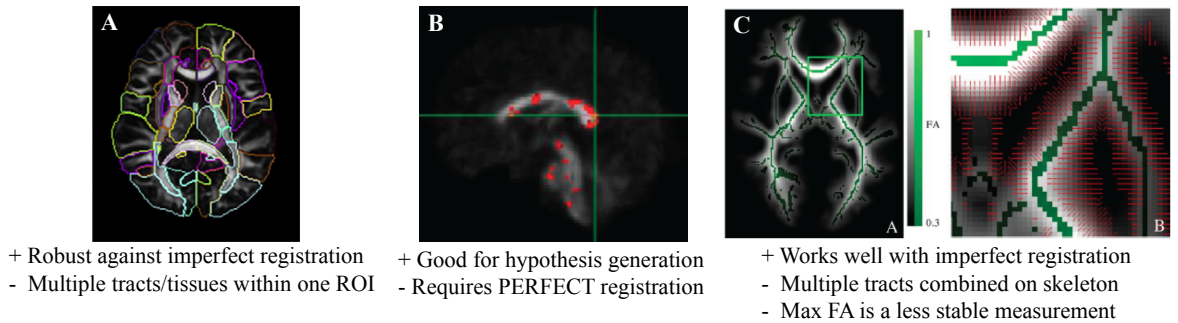 A
B
C
1
FA
0.3
A
B
+ Robust against imperfect registration
- Multiple tracts/tissues within one ROI
+ Good for hypothesis generation
- Requires PERFECT registration
+ Works well with imperfect registration
- Multiple tracts combined on skeleton
- Max FA is a less stable measurement